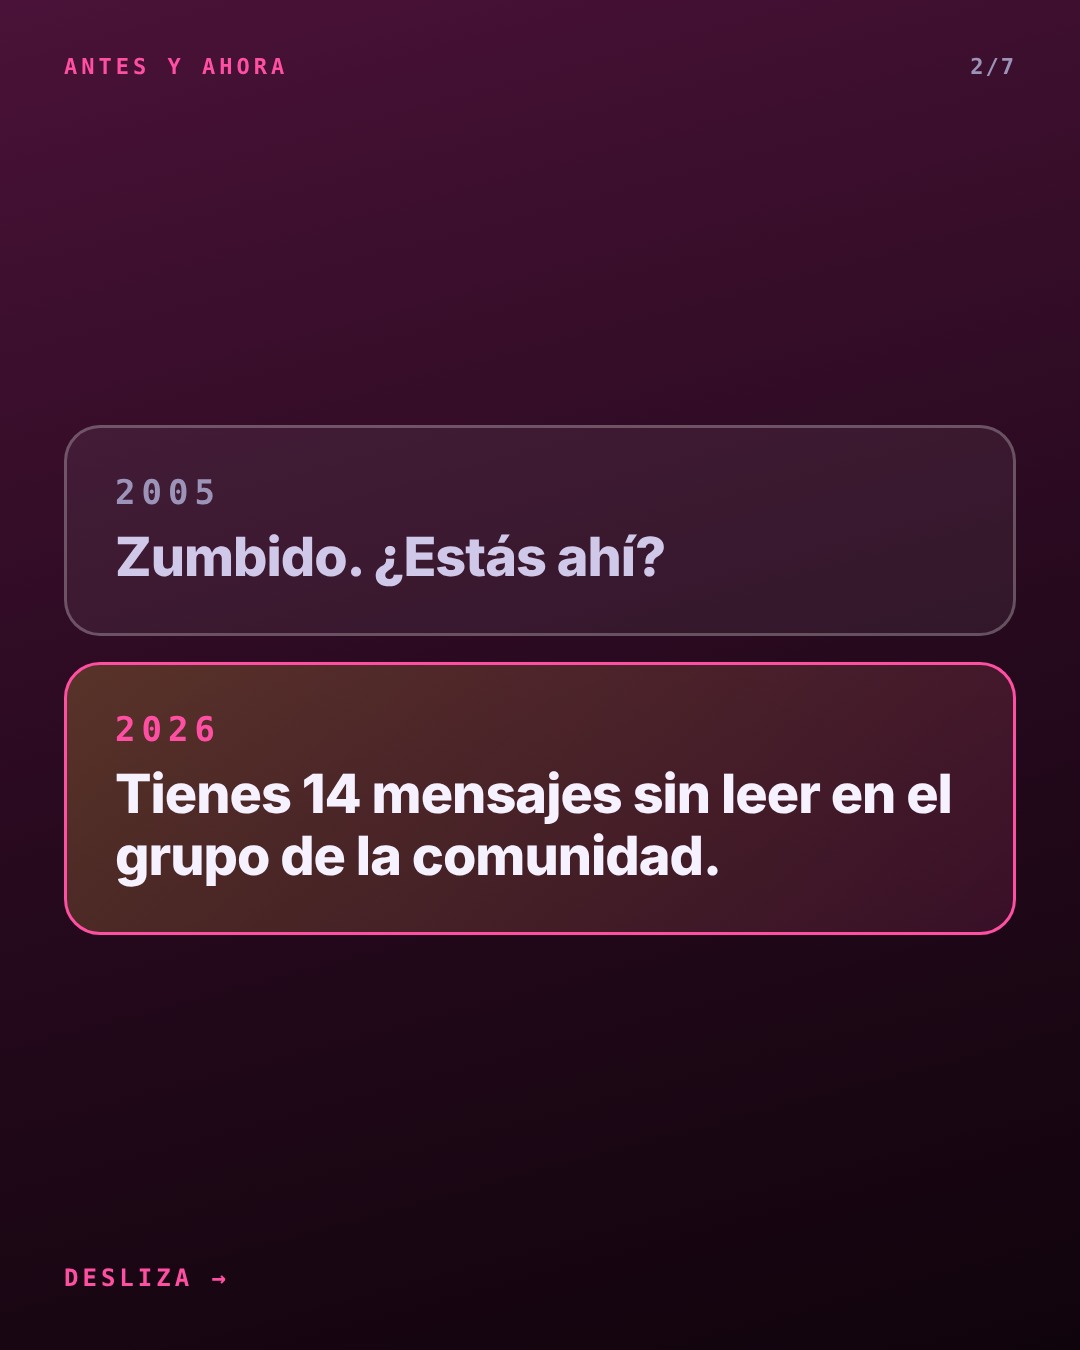 ANTES Y AHORA
2/7
2005
Zumbido. ¿Estás ahí?
2026
Tienes 14 mensajes sin leer en el
grupo de la comunidad.
DESLIZA →